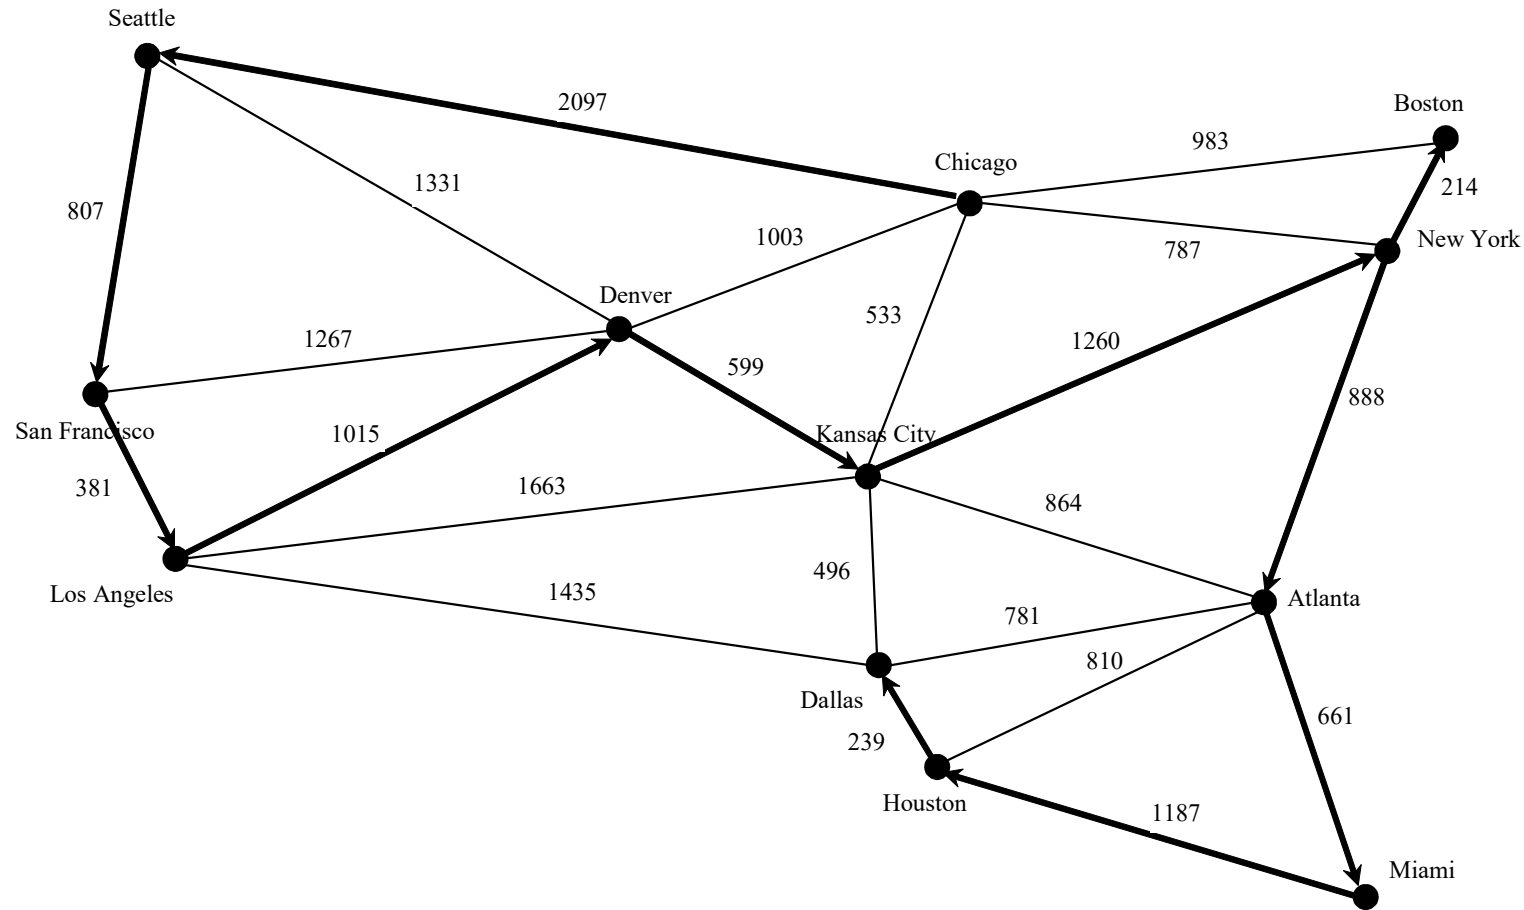 Seattle
2097
Boston
983
Chicago
1331
214
807
1003
787
New York
Denver
533
1267
1260
599
888
San Francisco
1015
Kansas City
381
1663
864
496
Los Angeles
1435
Atlanta
781
810
Dallas
661
239
Houston
1187
Miami